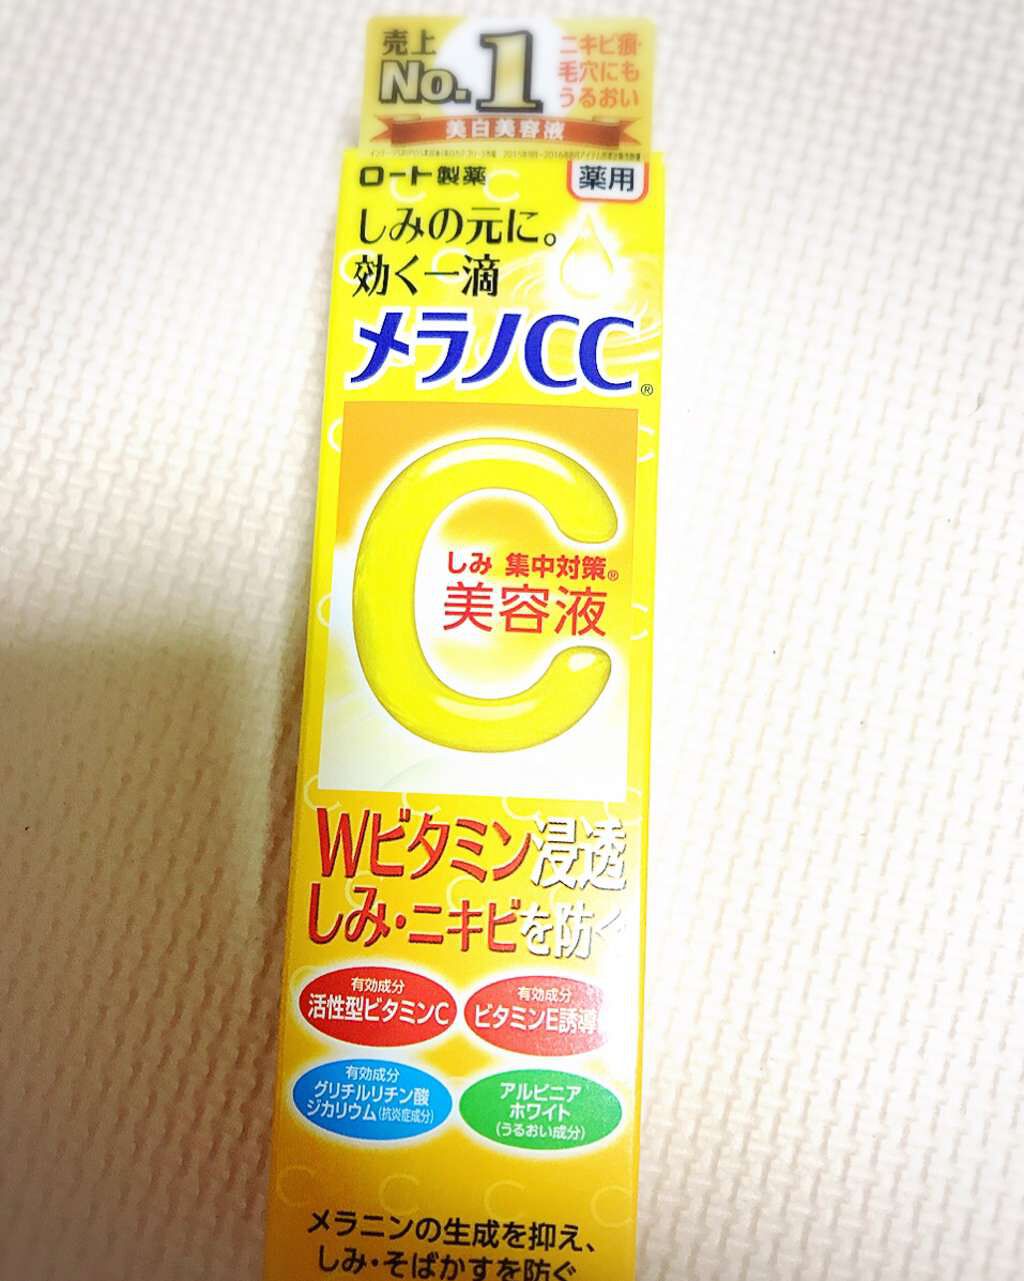 売上
No.1
ニキビ痕・
毛穴にも
うるおい
美白美容液
ロート製薬
薬用
しみの元に。
効く一滴
メラノCC®
しみ 集中対策®
美容液
Wビタミン浸透
しみ・ニキビを防ぐ
有効成分
活性型ビタミンC
有効成分
ビタミンE誘導
有効成分
グリチルリチン酸
ジカリウム(抗炎症成分)
アルピニア
ホワイト
(うるおい成分)
メラニンの生成を抑え、
しみ・そばかすを防ぐ